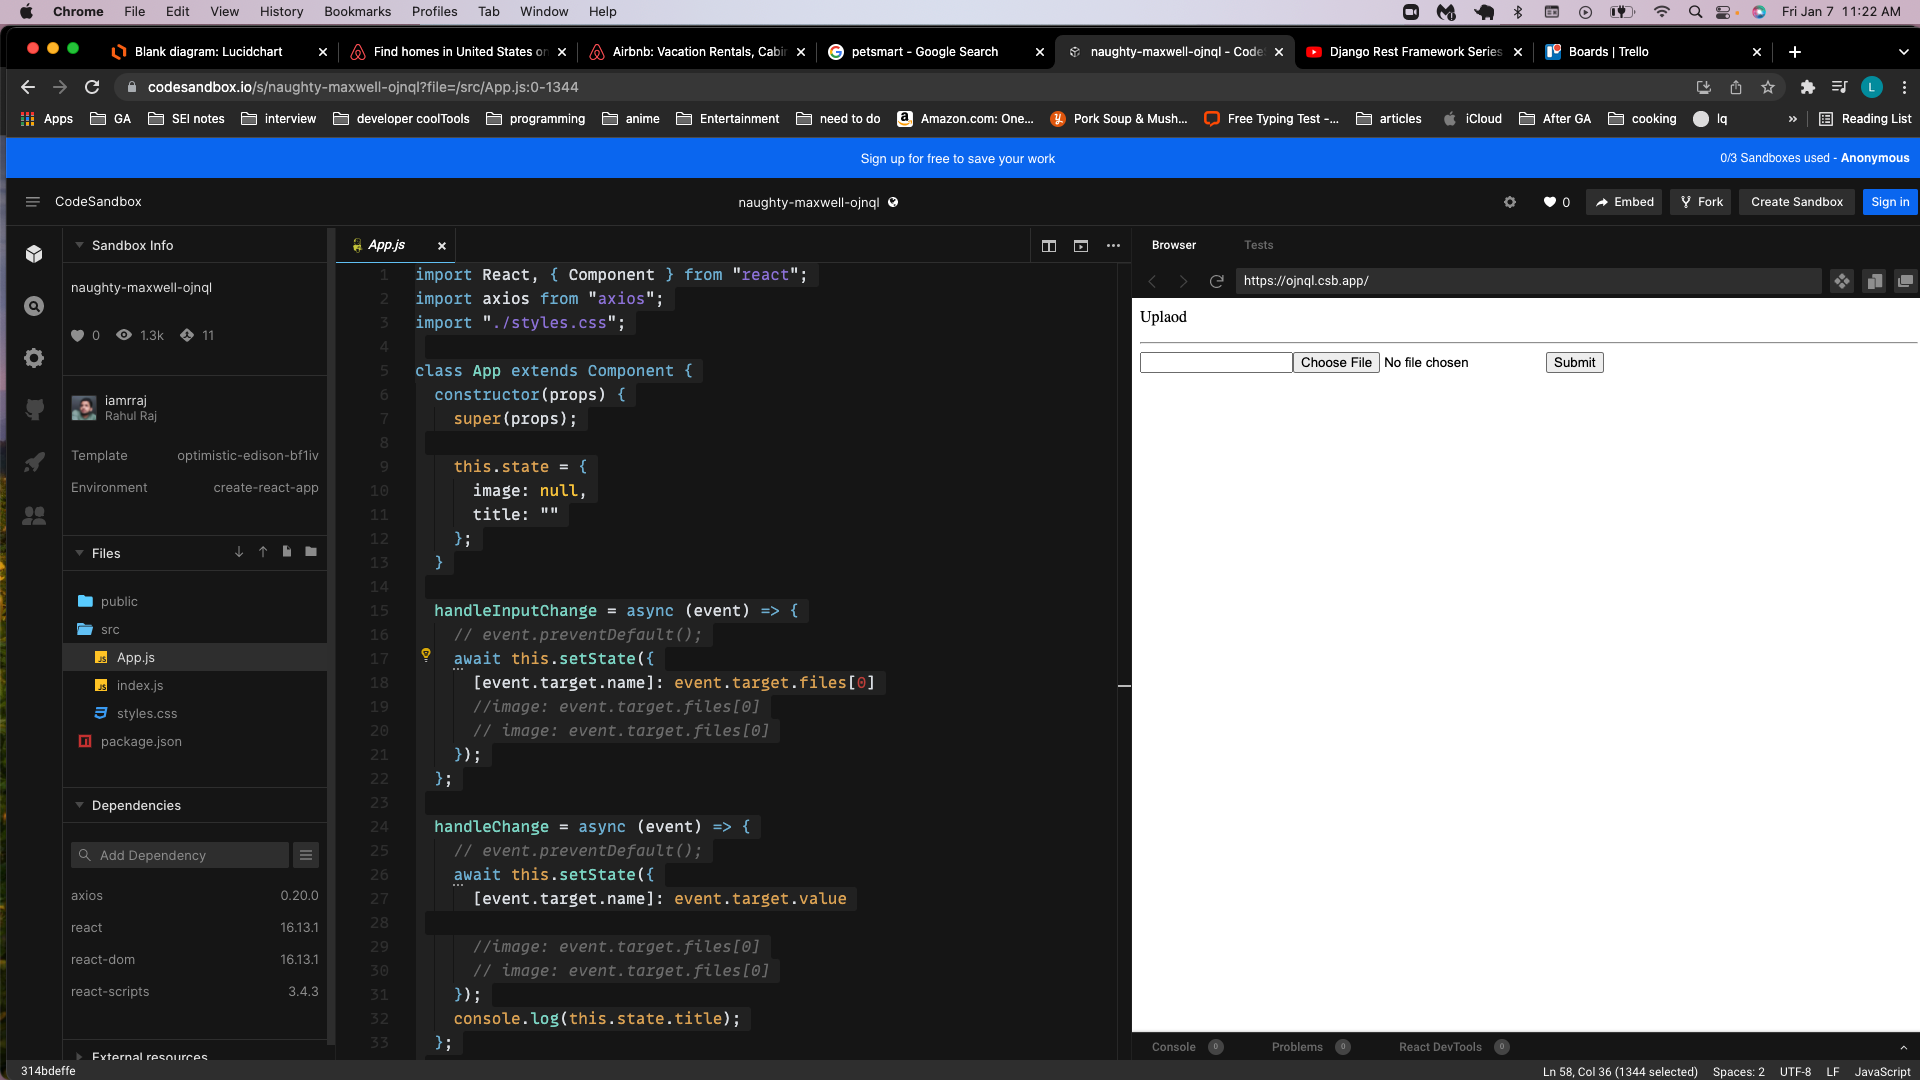 Chrome File Edit View History Bookmarks Profiles Tab Window Help Fri Jan 7 11:22 AM
Blank diagram: Lucidchart Find homes in United States on Airbnb: Vacation Rentals, Cabi petsmart - Google Search naughty-maxwell-ojnql - CodeS Django Rest Framework Series Boards | Trello
codesandbox.io/s/naughty-maxwell-ojnql?file=/src/App.js:0-1344 L
Apps GA SEI notes interview developer coolTools programming anime Entertainment need to do Amazon.com: One... Pork Soup & Mush... Free Typing Test -... articles iCloud After GA cooking lq » Reading List
Sign up for free to save your work 0/3 Sandboxes used - Anonymous
CodeSandbox naughty-maxwell-ojnql 0 Embed Fork Create Sandbox Sign in
Sandbox Info
naughty-maxwell-ojnql
0 1.3k 11
iamrraj
Rahul Raj
Template optimistic-edison-bf1iv
Environment create-react-app
Files
public
src
App.js
index.js
styles.css
package.json
Dependencies
Add Dependency
axios 0.20.0
react 16.13.1
react-dom 16.13.1
react-scripts 3.4.3
External resources
App.js
1 import React, { Component } from "react";
2 import axios from "axios";
3 import "./styles.css";
4
5 class App extends Component {
6 constructor(props) {
7 super(props);
8
9 this.state = {
10 image: null,
11 title: ""
12 };
13 }
14
15 handleInputChange = async (event) => {
16 // event.preventDefault();
17 await this.setState({
18 [event.target.name]: event.target.files[0]
19 //image: event.target.files[0]
20 // image: event.target.files[0]
21 });
22 };
23
24 handleChange = async (event) => {
25 // event.preventDefault();
26 await this.setState({
27 [event.target.name]: event.target.value
28
29 //image: event.target.files[0]
30 // image: event.target.files[0]
31 });
32 console.log(this.state.title);
33 };
Browser Tests
https://ojnql.csb.app/
Uplaod
Choose File No file chosen Submit
Console 0 Problems 0 React DevTools 0
314bdeffe Ln 58, Col 36 (1344 selected) Spaces: 2 UTF-8 LF JavaScript